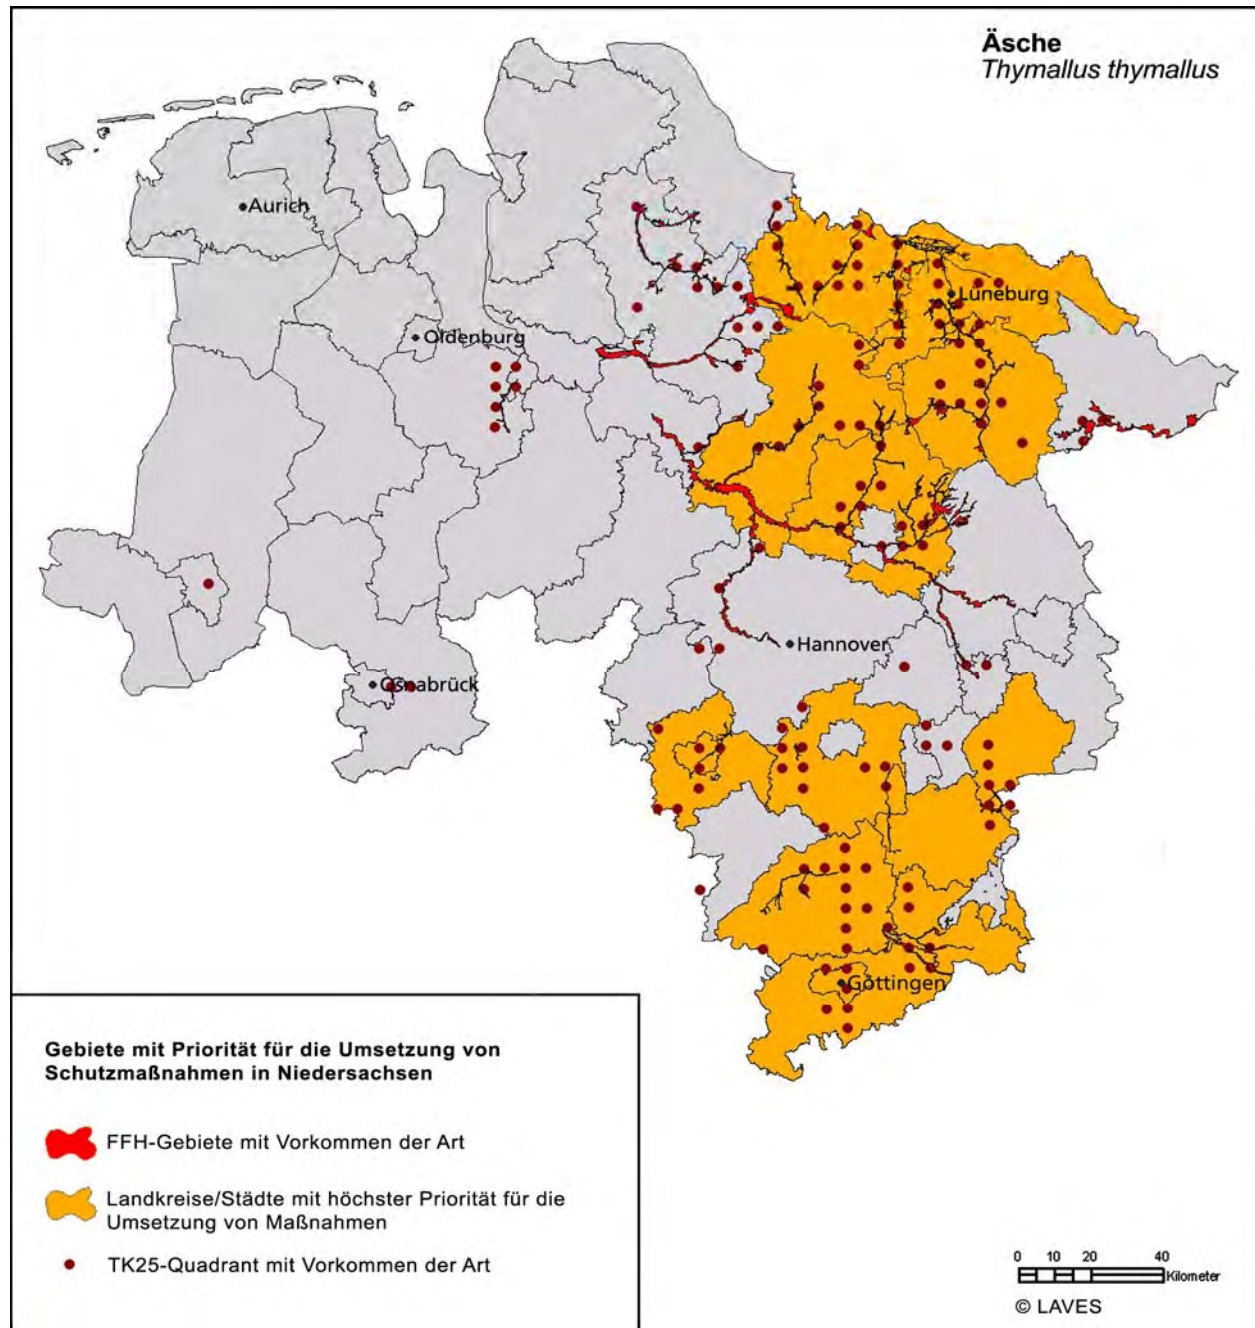 Äsche
Thymallus thymallus
Aurich
Lüneburg
Oldenburg
Hannover
Osnabrück
Göttingen
Gebiete mit Priorität für die Umsetzung von
Schutzmaßnahmen in Niedersachsen
FFH-Gebiete mit Vorkommen der Art
Landkreise/Städte mit höchster Priorität für die
Umsetzung von Maßnahmen
TK25-Quadrant mit Vorkommen der Art
0 10 20 40
Kilometer
© LAVES